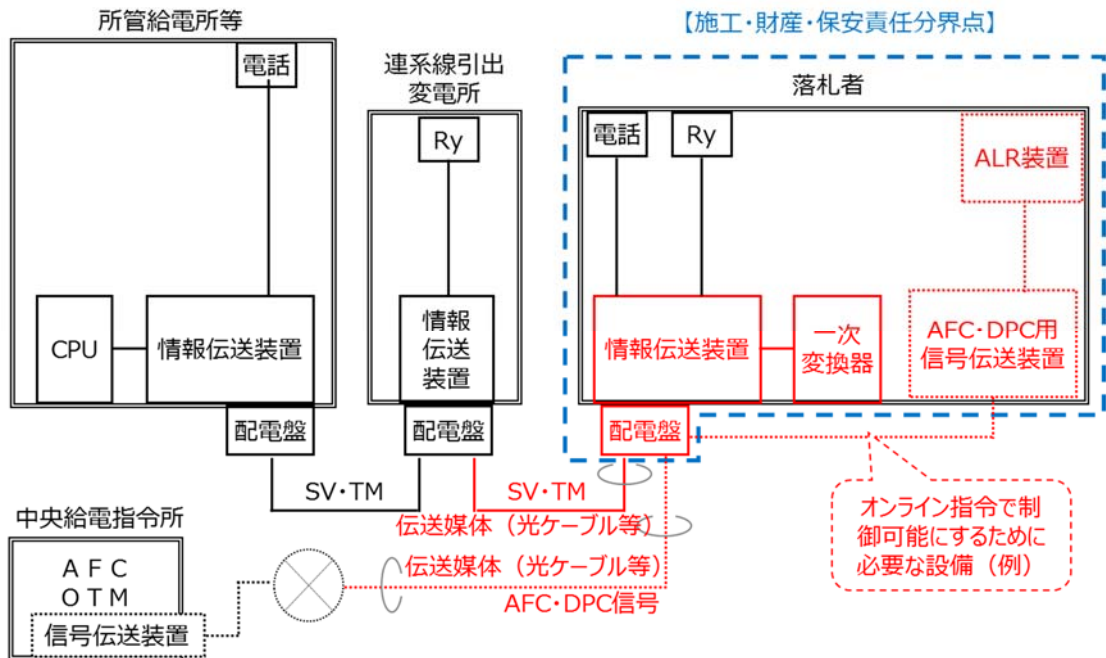 所管給電所等
電話
CPU
情報伝送装置
配電盤
連系線引出
変電所
Ry
情報
伝送
装置
配電盤
【施工・財産・保安責任分界点】
落札者
電話
Ry
ALR装置
情報伝送装置
一次
変換器
AFC・DPC用
信号伝送装置
配電盤
SV・TM
SV・TM
伝送媒体（光ケーブル等）
伝送媒体（光ケーブル等）
AFC・DPC信号
オンライン指令で制
御可能にするために
必要な設備（例）
中央給電指令所
ＡＦＣ
ＯＴＭ
信号伝送装置